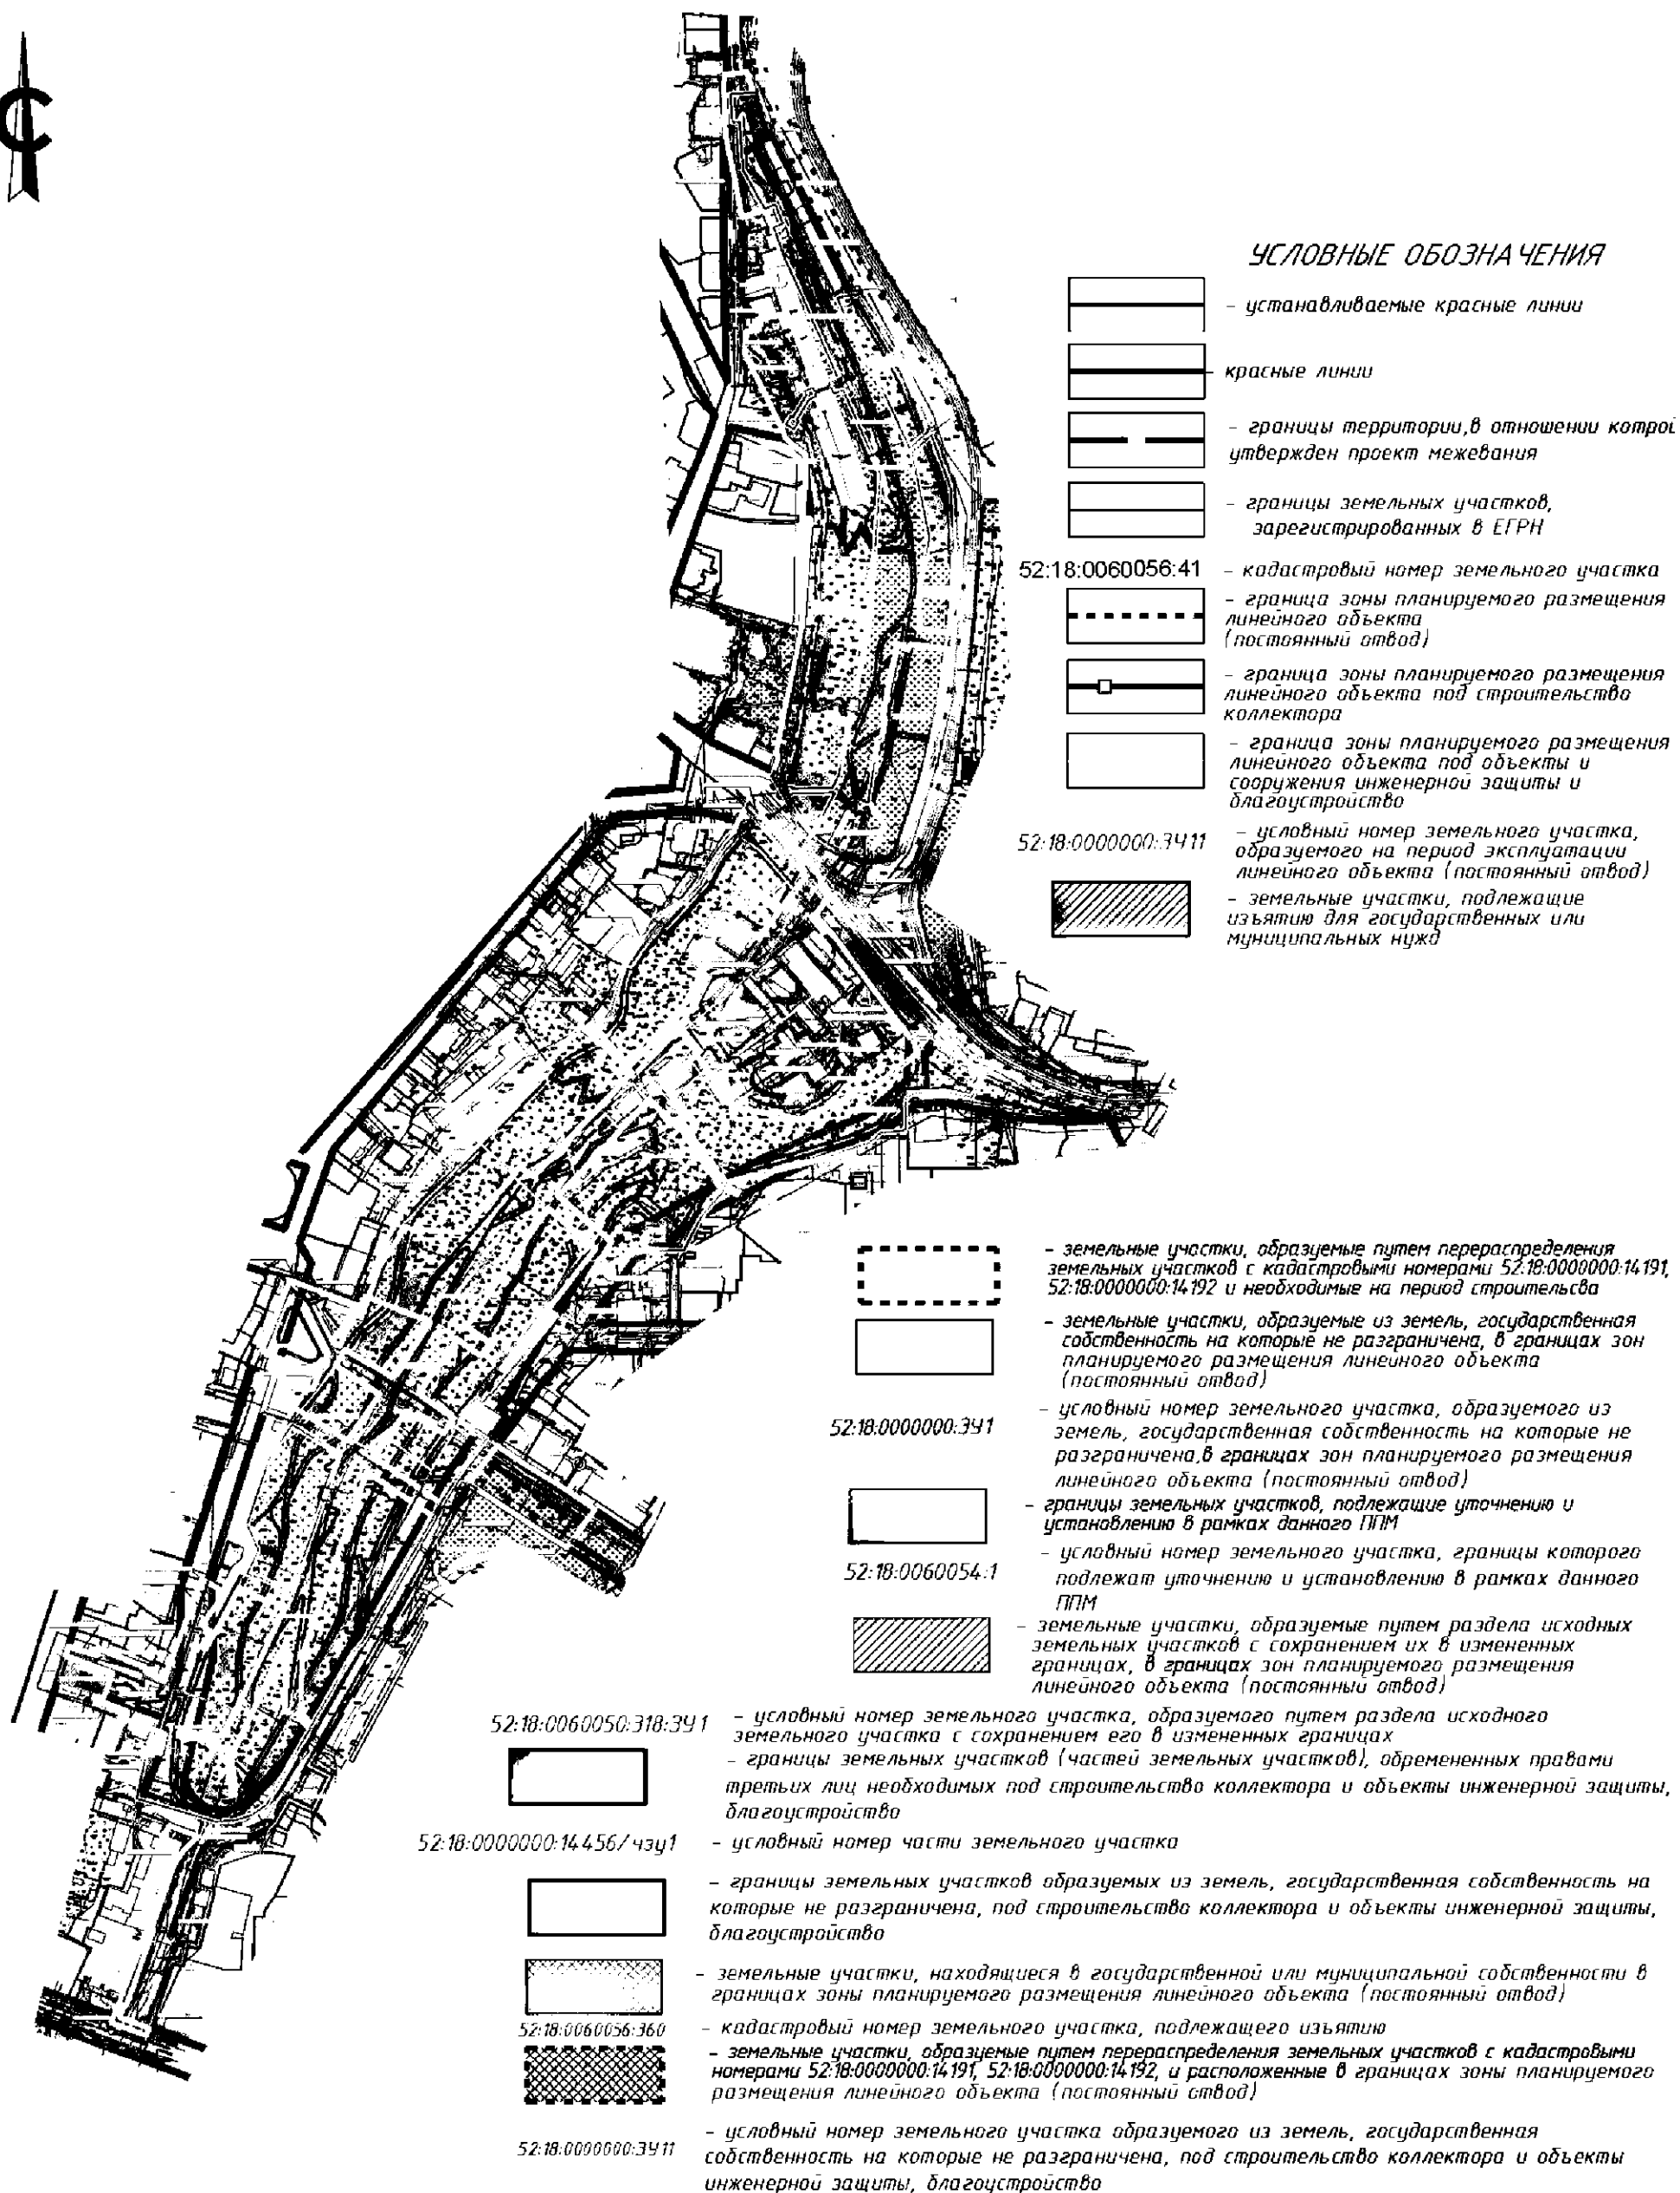 С
УСЛОВНЫЕ ОБОЗНАЧЕНИЯ
- устанавливаемые красные линии
- красные линии
- границы территории,в отношении котрої
утвержден проект межевания
- границы земельных участков,
зарегистрированных в ЕГРН
52:18:0060056:41 - кадастровый номер земельного участка
- граница зоны планируемого размещения
линейного объекта
(постоянный отвод)
- граница зоны планируемого размещения
линейного объекта под строительство
коллектора
- граница зоны планируемого размещения
линейного объекта под объекты и
сооружения инженерной защиты и
благоустройство
52:18:0000000:ЗУ11 - условный номер земельного участка,
образуемого на период эксплуатации
линейного объекта (постоянный отвод)
- земельные участки, подлежащие
изъятию для государственных или
муниципальных нужд
- земельные участки, образуемые путем перераспределения
земельных участков с кадастровыми номерами 52:18:0000000:14191,
52:18:0000000:14192 и необходимые на период строительсва
- земельные участки, образуемые из земель, государственная
собственность на которые не разграничена, в границах зон
планируемого размещения линейного объекта
(постоянный отвод)
52:18:0000000:ЗУ1 - условный номер земельного участка, образуемого из
земель, государственная собственность на которые не
разграничена,в границах зон планируемого размещения
линейного объекта (постоянный отвод)
- границы земельных участков, подлежащие уточнению и
установлению в рамках данного ППМ
52:18:0060054:1 - условный номер земельного участка, границы которого
подлежат уточнению и установлению в рамках данного
ППМ
- земельные участки, образуемые путем раздела исходных
земельных участков с сохранением их в измененных
границах, в границах зон планируемого размещения
линейного объекта (постоянный отвод)
52:18:0060050:318:ЗУ1 - условный номер земельного участка, образуемого путем раздела исходного
земельного участка с сохранением его в измененных границах
- границы земельных участков (частей земельных участков), обремененных правами
третьих лиц необходимых под строительство коллектора и объекты инженерной защиты,
благоустройство
52:18:0000000:14456/чзу1 - условный номер части земельного участка
- границы земельных участков образуемых из земель, государственная собственность на
которые не разграничена, под строительство коллектора и объекты инженерной защиты,
благоустройство
- земельные участки, находящиеся в государственной или муниципальной собственности в
границах зоны планируемого размещения линейного объекта (постоянный отвод)
52:18:0060056:360 - кадастровый номер земельного участка, подлежащего изъятию
- земельные участки, образуемые путем перераспределения земельных участков с кадастровыми
номерами 52:18:0000000:14191, 52:18:0000000:14192, и расположенные в границах зоны планируемого
размещения линейного объекта (постоянный отвод)
52:18:0000000:ЗУ11 - условный номер земельного участка образуемого из земель, государственная
собственность на которые не разграничена, под строительство коллектора и объекты
инженерной защиты, благоустройство